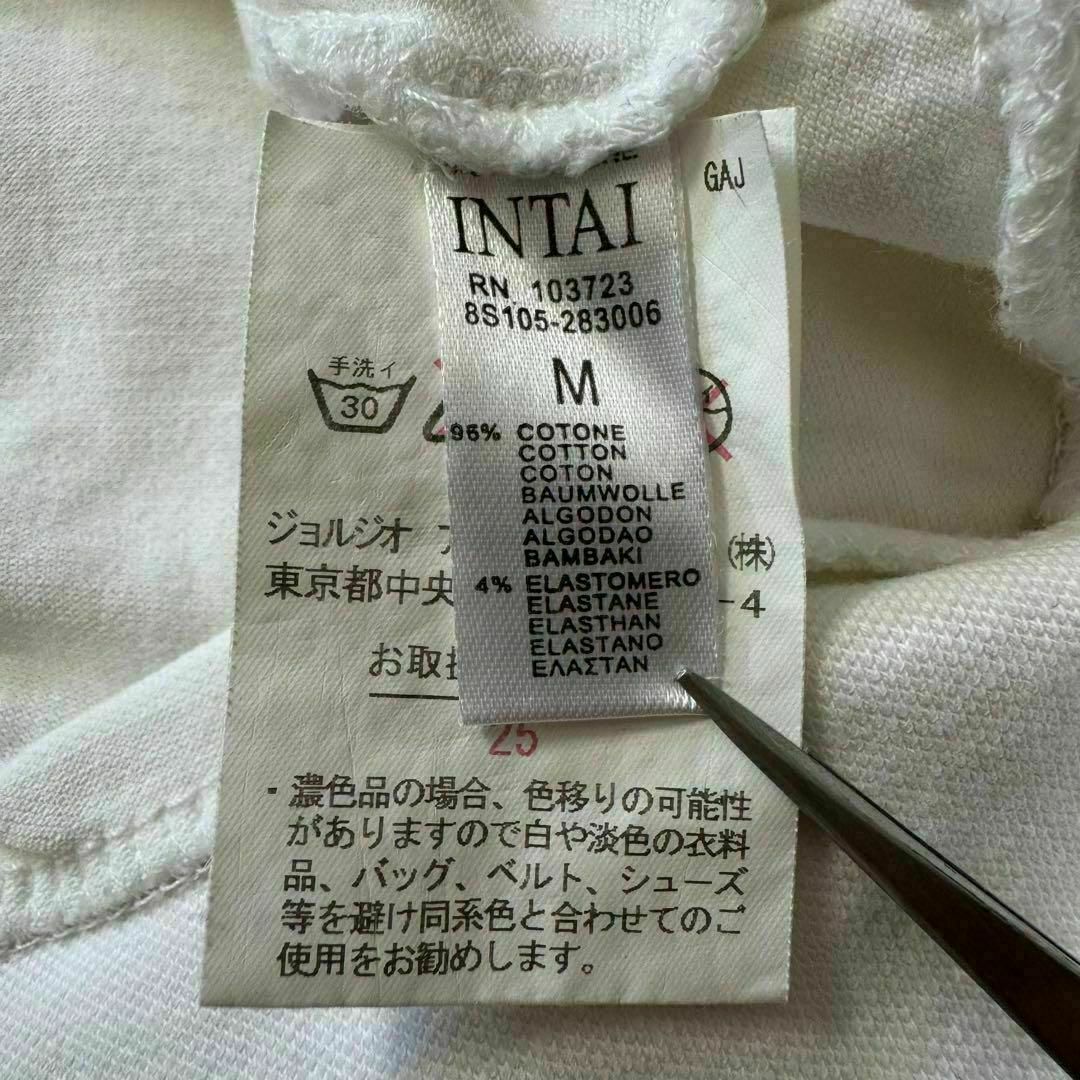 GAJ
INTAI
RN. 103723
8S105-283006
M
96% COTONE
COTTON
COTON
BAUMWOLLE
ALGODON
ALGODAO
BAMBAKI
4% ELASTOMERO
ELASTANE
ELASTHAN
ELASTANO
ΕΛΑΣΤΑΝ
手洗イ
30
ジョルジオ
(株)
東京都中央
-4
お取扱
25
・濃色品の場合、色移りの可能性
がありますので白や淡色の衣料
品、バッグ、ベルト、シューズ
等を避け同系色と合わせてのご
使用をお勧めします。